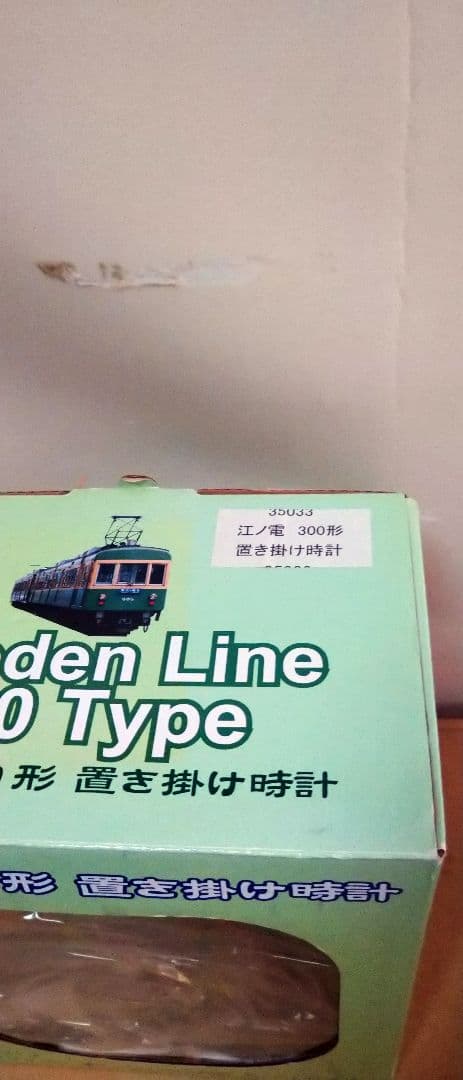 35033
江ノ電 300形
置き掛け時計
oden Line
0 Type
形 置き掛け時計
形 置き掛け時計